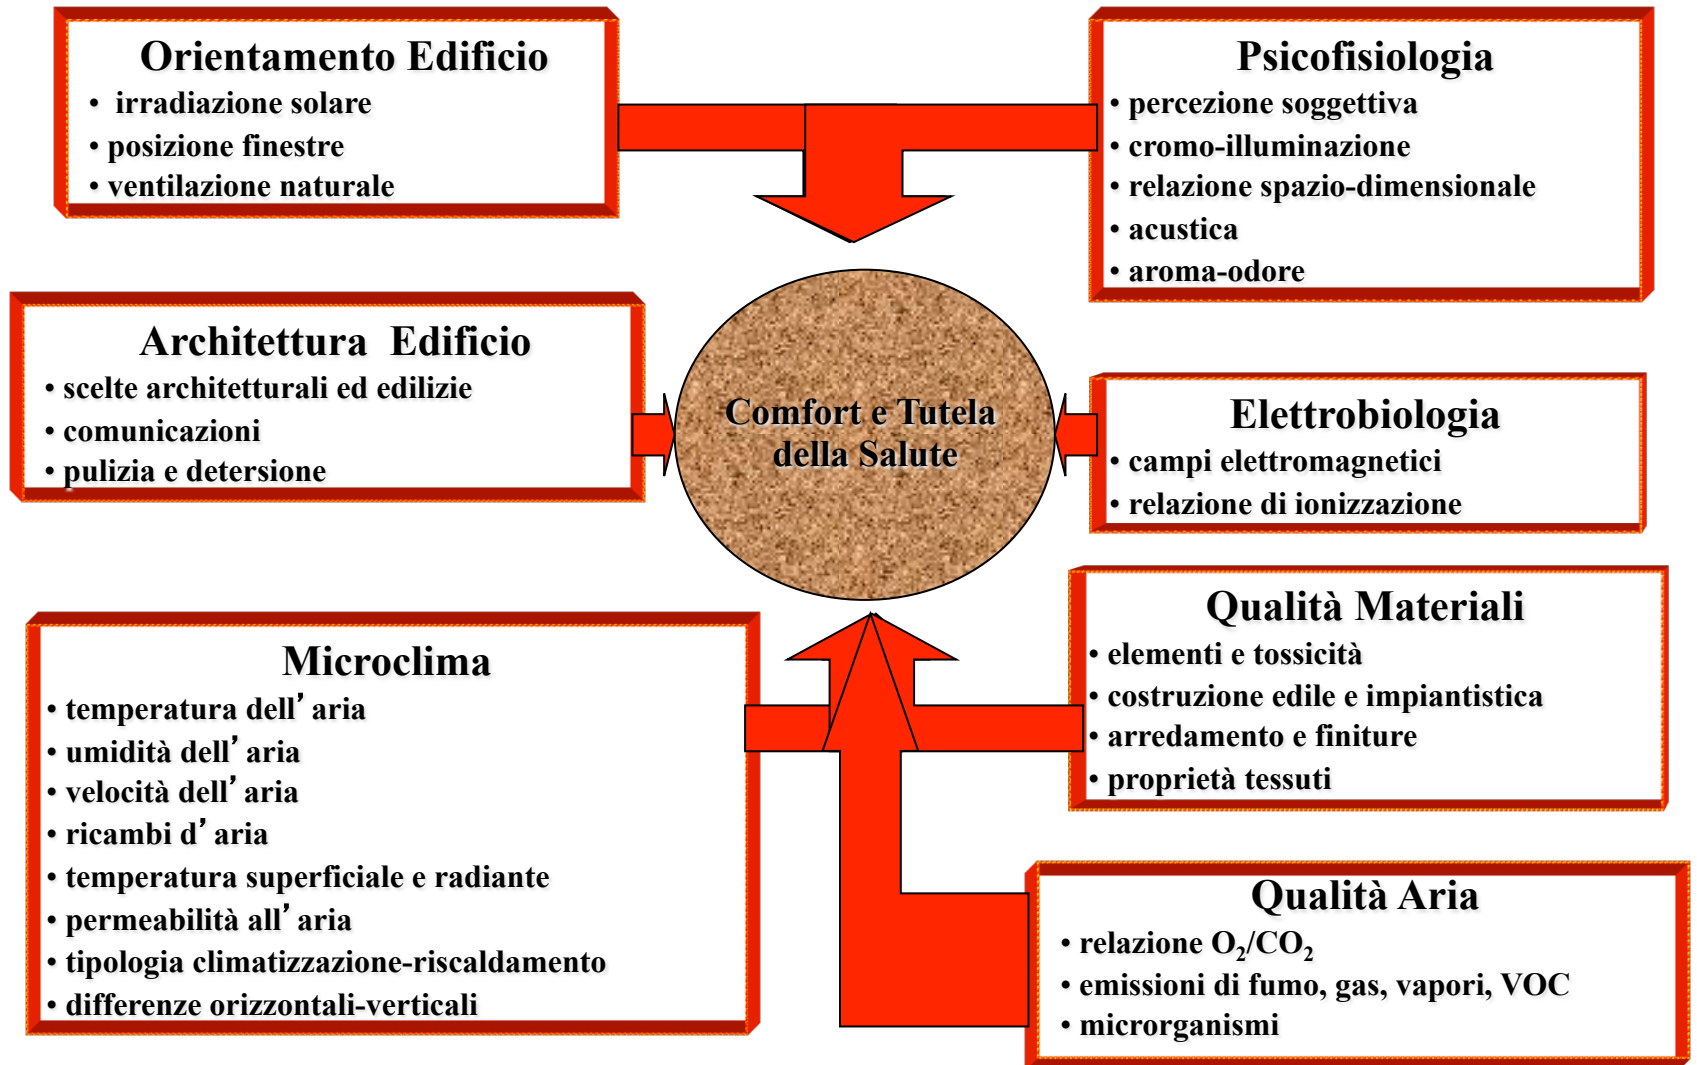 Orientamento Edificio
• irradiazione solare
• posizione finestre
• ventilazione naturale
Psicofisiologia
• percezione soggettiva
• cromo-illuminazione
• relazione spazio-dimensionale
• acustica
• aroma-odore
Architettura Edificio
• scelte architetturali ed edilizie
• comunicazioni
• pulizia e detersione
Comfort e Tutela
della Salute
Elettrobiologia
• campi elettromagnetici
• relazione di ionizzazione
Microclima
• temperatura dell’aria
• umidità dell’aria
• velocità dell’aria
• ricambi d’aria
• temperatura superficiale e radiante
• permeabilità all’aria
• tipologia climatizzazione-riscaldamento
• differenze orizzontali-verticali
Qualità Materiali
• elementi e tossicità
• costruzione edile e impiantistica
• arredamento e finiture
• proprietà tessuti
Qualità Aria
• relazione O₂/CO₂
• emissioni di fumo, gas, vapori, VOC
• microrganismi